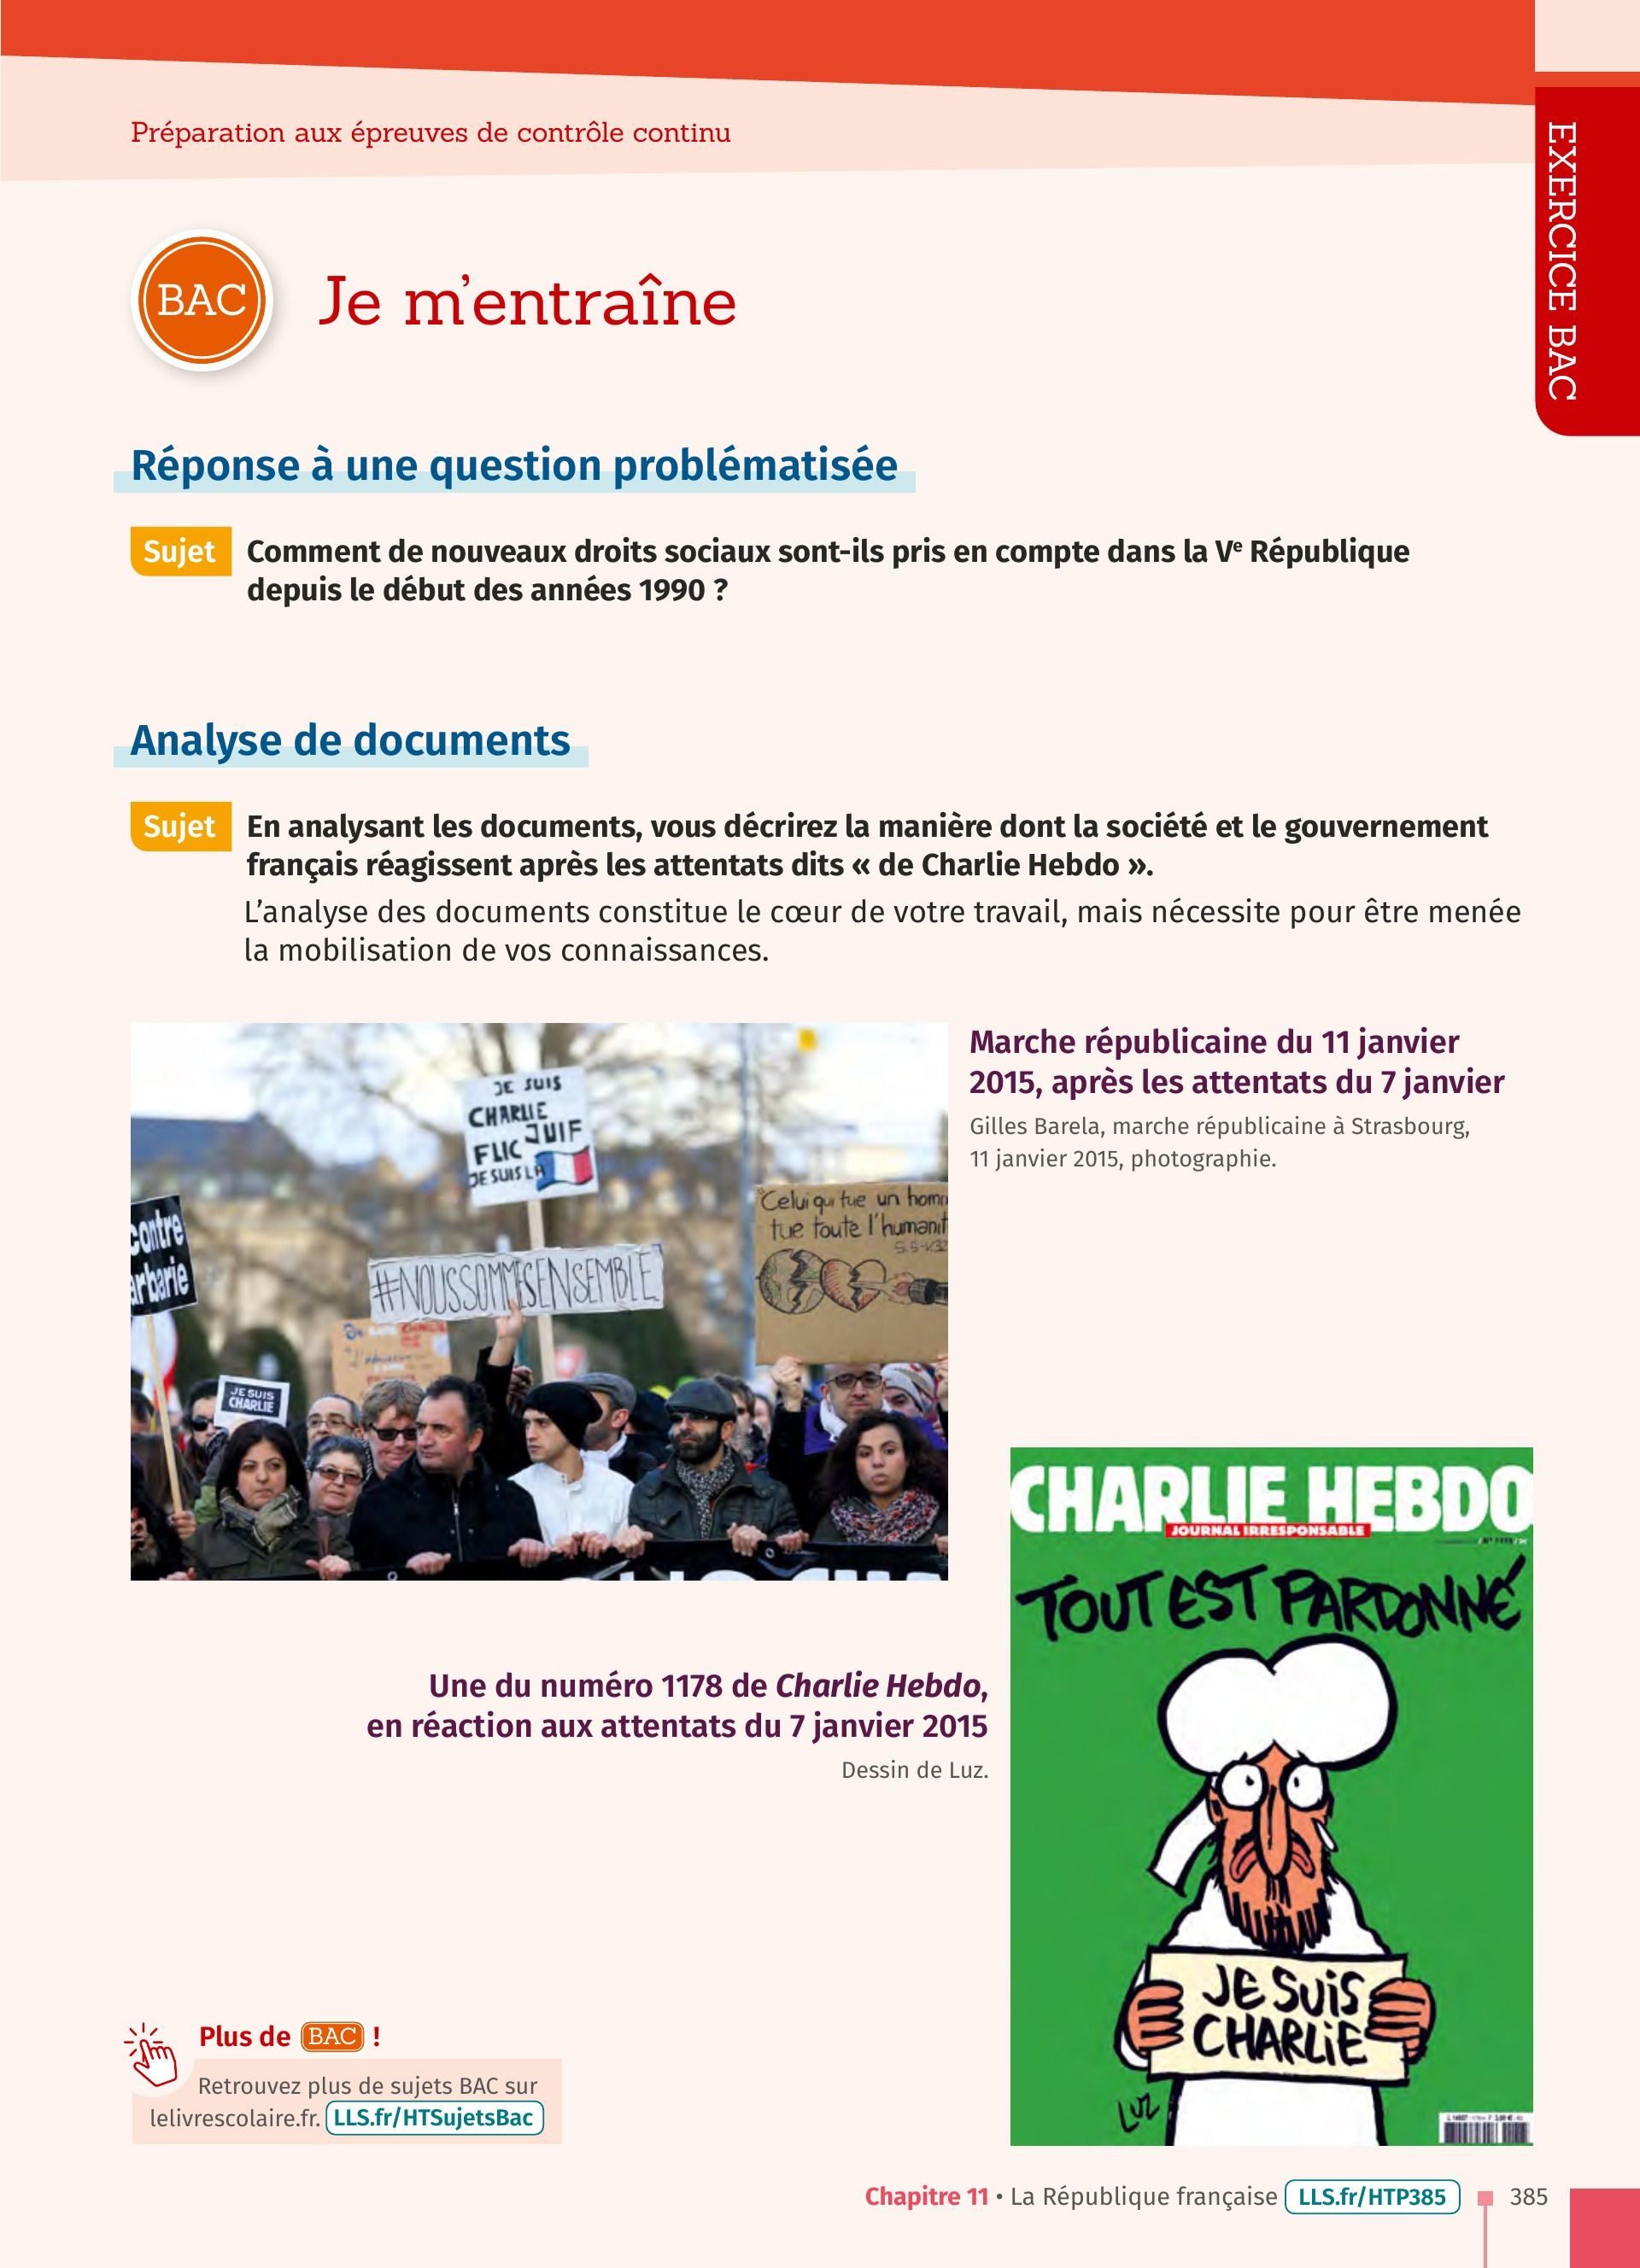 Préparation aux épreuves de contrôle continu
EXERCICE BAC
BAC
Je m'entraîne
Réponse à une question problématisée
Sujet
Comment de nouveaux droits sociaux sont-ils pris en compte dans la Ve République
depuis le début des années 1990 ?
Analyse de documents
Sujet
En analysant les documents, vous décrirez la manière dont la société et le gouvernement
français réagissent après les attentats dits « de Charlie Hebdo ».
L'analyse des documents constitue le cœur de votre travail, mais nécessite pour être menée
la mobilisation de vos connaissances.
JE SUIS
CHARLIE
JUIF
FLIC
JE SUIS LA
contre
arbarie
#NOUSSOMMESENSEMBLE
Celui qui tue un hom
tue toute l'humanit
JE SUIS
CHARLIE
Marche républicaine du 11 janvier
2015, après les attentats du 7 janvier
Gilles Barela, marche républicaine à Strasbourg,
11 janvier 2015, photographie.
CHARLIE HEBDO
JOURNAL IRRESPONSABLE
TOUT EST PARDONNÉ
JE SUIS
CHARLIE
LUZ
Une du numéro 1178 de Charlie Hebdo,
en réaction aux attentats du 7 janvier 2015
Dessin de Luz.
Plus de BAC !
Retrouvez plus de sujets BAC sur
lelivrescolaire.fr. LLS.fr/HTSujetsBac
Chapitre 11 • La République française LLS.fr/HTP385 385